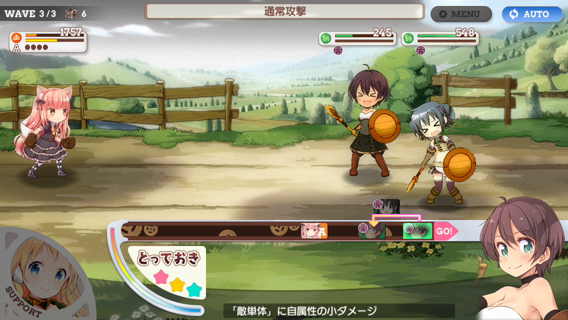 WAVE 3/3 6
通常攻撃
MENU
AUTO
1757
245
548
A
A
GO!
とっておき
SUPPORT
「敵単体」に自属性の小ダメージ